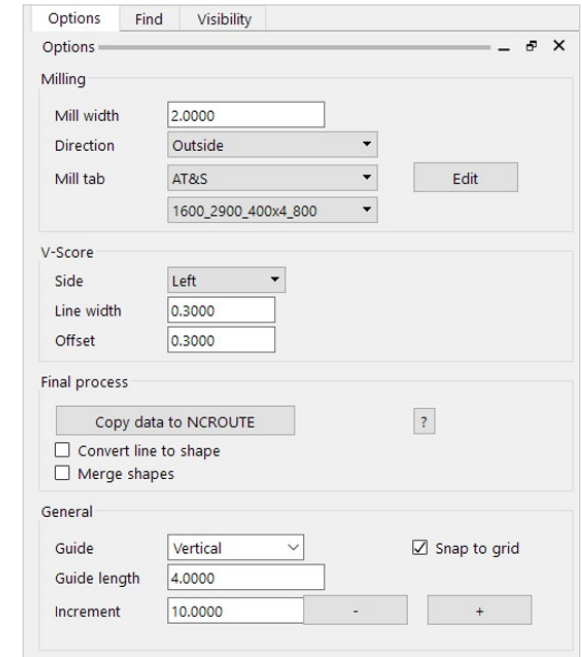 Options Find Visibility
Options
Milling
Mill width 2.0000
Direction Outside
Mill tab AT&S Edit
1600_2900_400x4_800
V-Score
Side Left
Line width 0.3000
Offset 0.3000
Final process
Copy data to NCROUTE ?
Convert line to shape
Merge shapes
General
Guide Vertical Snap to grid
Guide length 4.0000
Increment 10.0000 - +